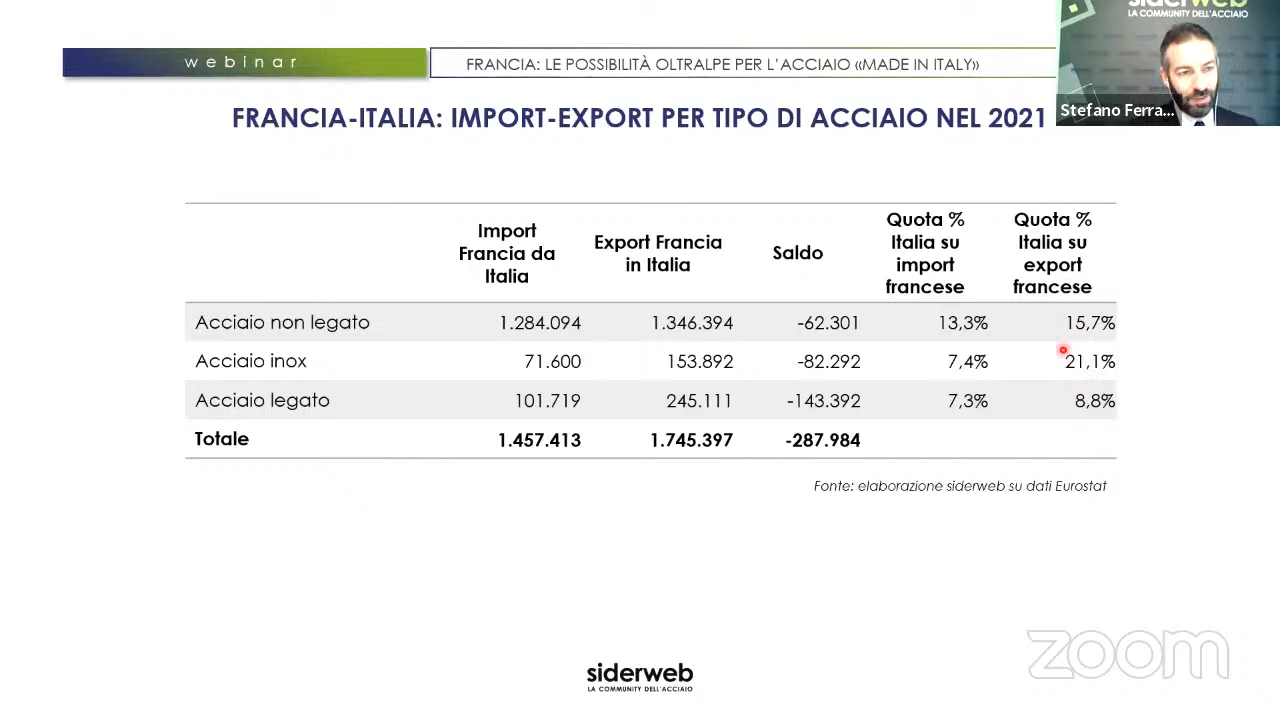 siderweb
LA COMMUNITY DELL'ACCIAIO
webinar
FRANCIA: LE POSSIBILITÀ OLTRALPE PER L'ACCIAIO «MADE IN ITALY»
Stefano Ferra...
FRANCIA-ITALIA: IMPORT-EXPORT PER TIPO DI ACCIAIO NEL 2021
Import Francia da Italia Export Francia in Italia Saldo Quota % Italia su import francese Quota % Italia su export francese
Acciaio non legato 1.284.094 1.346.394 -62.301 13,3% 15,7%
Acciaio inox 71.600 153.892 -82.292 7,4% 21,1%
Acciaio legato 101.719 245.111 -143.392 7,3% 8,8%
Totale 1.457.413 1.745.397 -287.984
Fonte: elaborazione siderweb su dati Eurostat
zoom
siderweb
LA COMMUNITY DELL'ACCIAIO